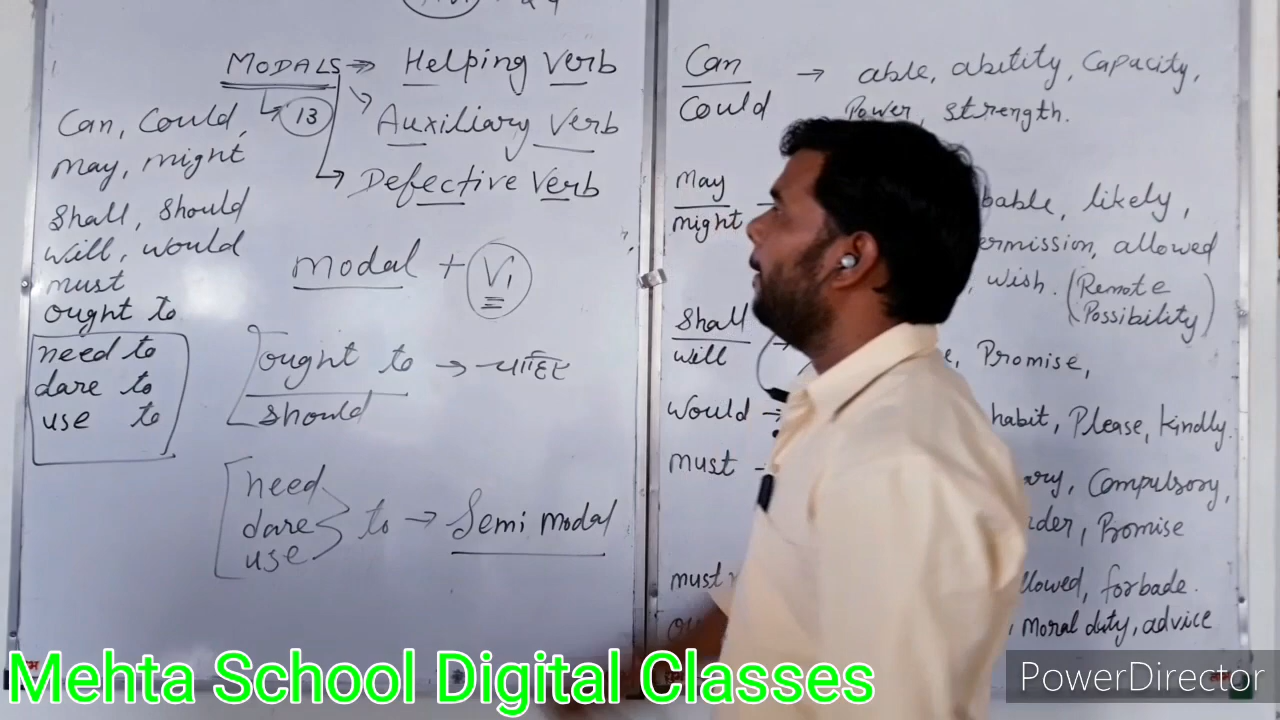 MODALS → Helping Verb
13
Auxiliary Verb
Defective Verb
Can, Could,
may, might
Shall, Should
Will, would
must
ought to
need to
dare to
use to
modal + V1
ought to → चाहिए
should
need
dare
use
to → Semi modal
Can
Could
→ able, abitity, Capacity,
Power, Strength.
May
might
likely,
allowed
wish. (Remote
Possibility)
Shall
will
Promise,
Would →
habit, Please, kindly.
must
Compulsory,
Promise
must
forbade.
moral duty, advice
Mehta School Digital Classes
PowerDirector